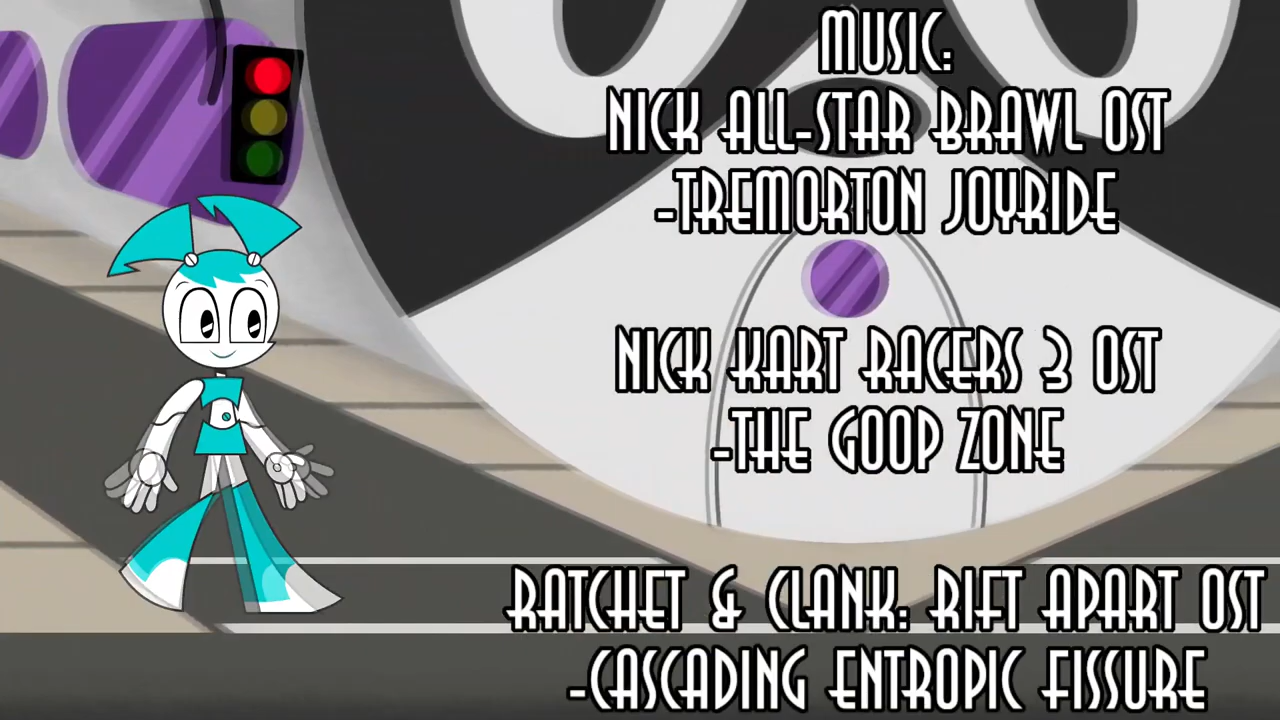 MUSIC:
NICK ALL-STAR BRAWL OST
-TREMORTON JOYRIDE
NICK KART RACERS 3 OST
-THE GOOP ZONE
RATCHET & CLANK: RIFT APART OST
-CASCADING ENTROPIC FISSURE